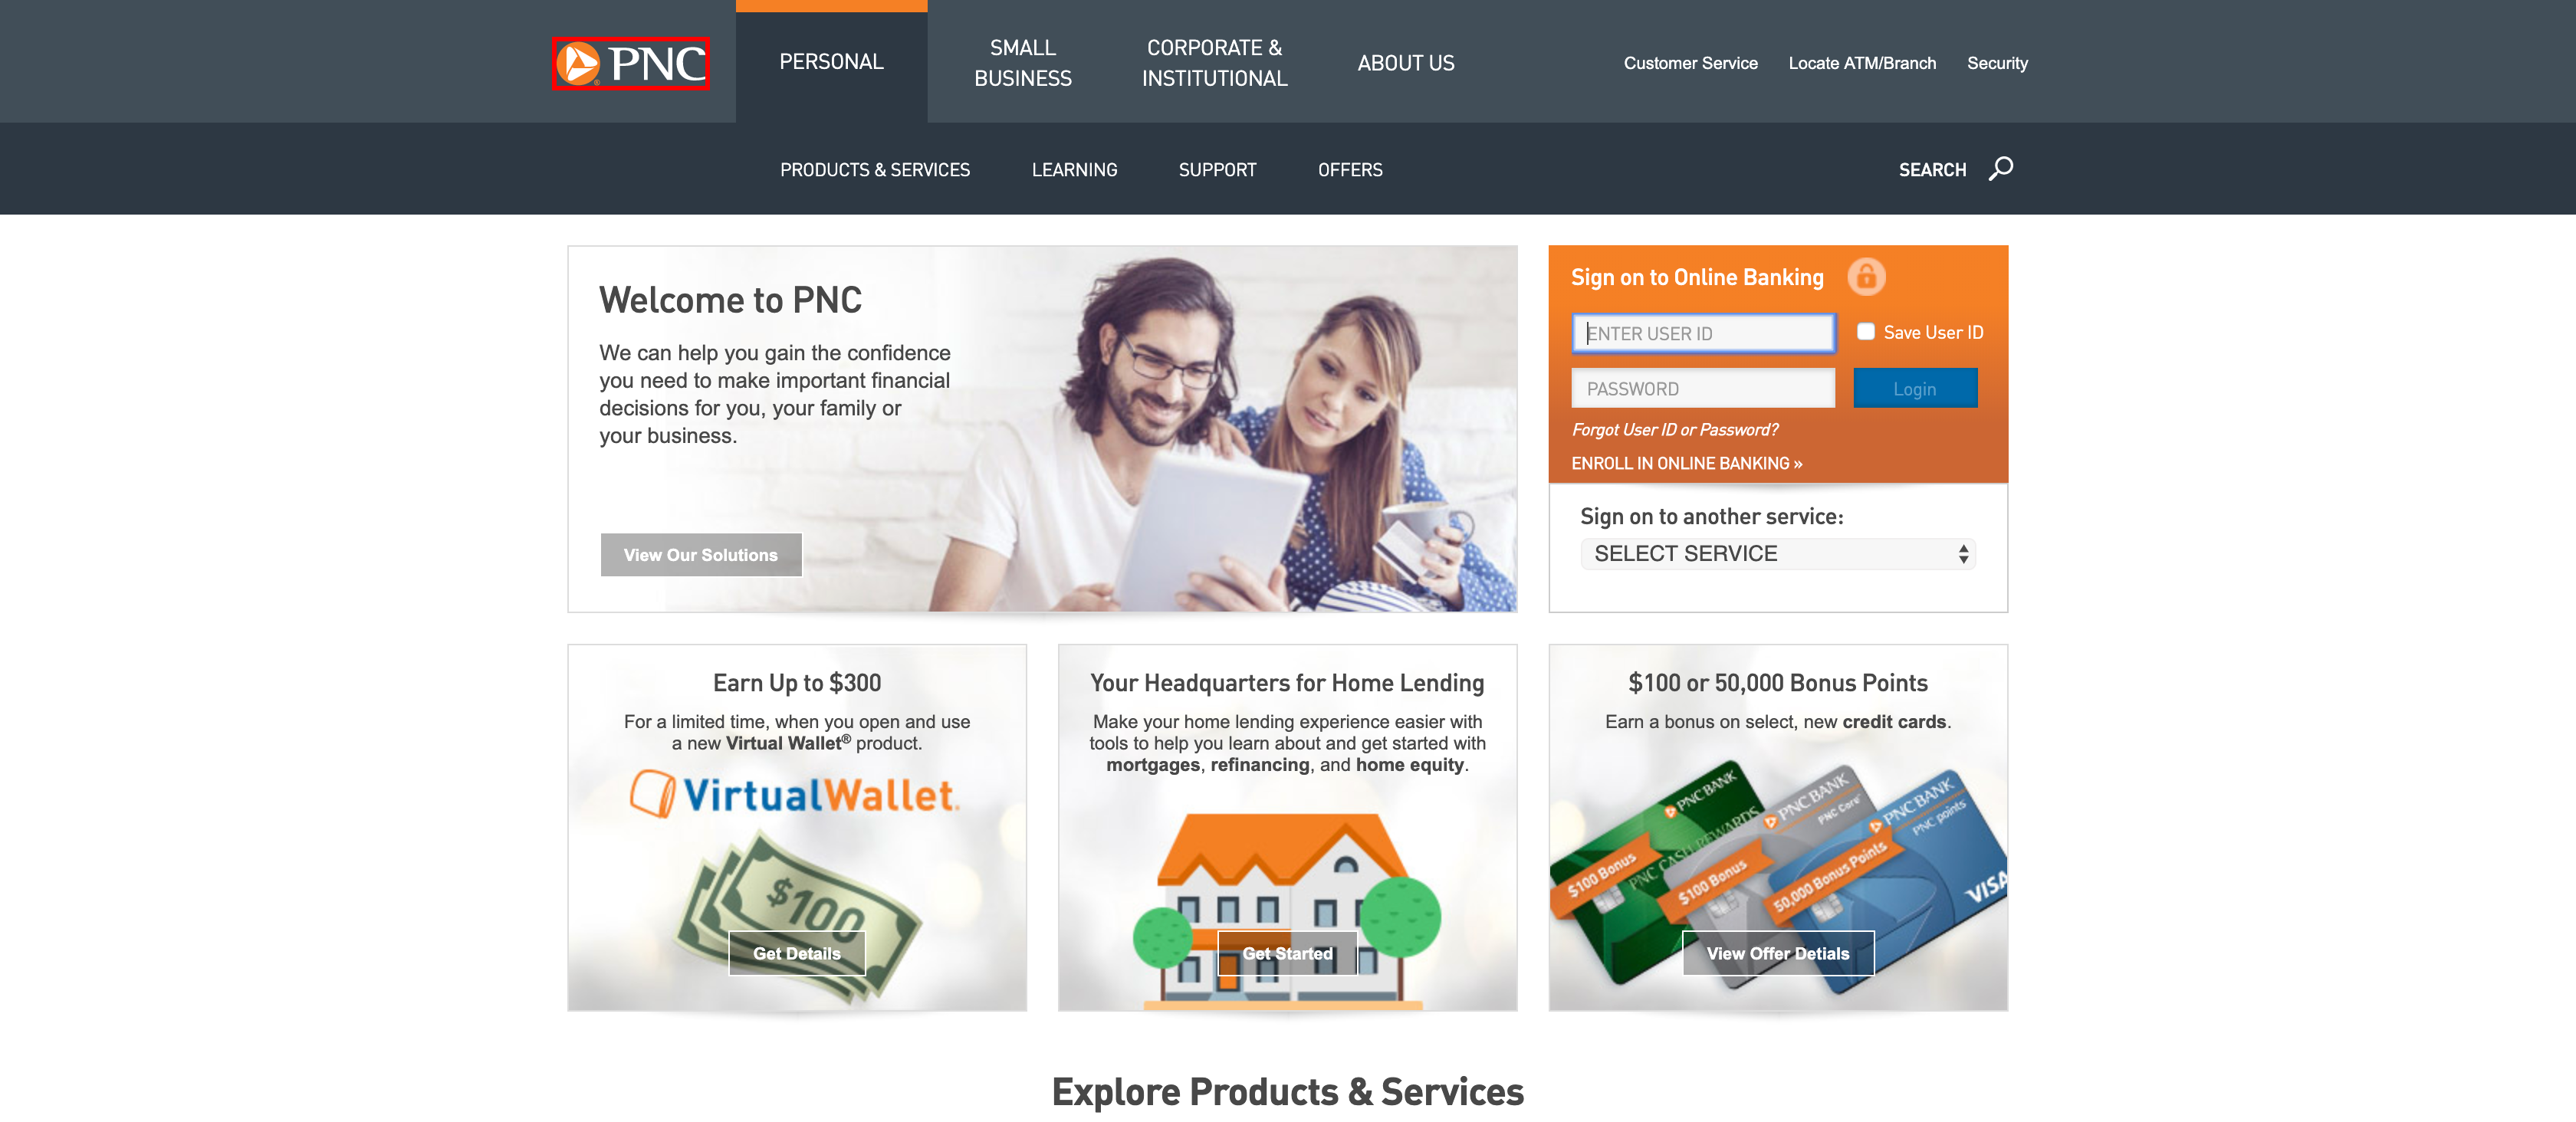 PNC
PERSONAL
SMALL
BUSINESS
CORPORATE &
INSTITUTIONAL
ABOUT US
Customer Service
Locate ATM/Branch
Security
PRODUCTS & SERVICES
LEARNING
SUPPORT
OFFERS
SEARCH
Welcome to PNC
We can help you gain the confidence
you need to make important financial
decisions for you, your family or
your business.
View Our Solutions
Sign on to Online Banking
ENTER USER ID
Save User ID
PASSWORD
Login
Forgot User ID or Password?
ENROLL IN ONLINE BANKING »
Sign on to another service:
SELECT SERVICE
Earn Up to $300
For a limited time, when you open and use
a new Virtual Wallet® product.
VirtualWallet.
$100
Get Details
Your Headquarters for Home Lending
Make your home lending experience easier with
tools to help you learn about and get started with
mortgages, refinancing, and home equity.
Get Started
$100 or 50,000 Bonus Points
Earn a bonus on select, new credit cards.
PNC BANK
PNC CASH REWARDS
$100 Bonus
PNC BANK
PNC Core
$100 Bonus
PNC BANK
PNC points
50,000 Bonus Points
VISA
View Offer Detials
Explore Products & Services